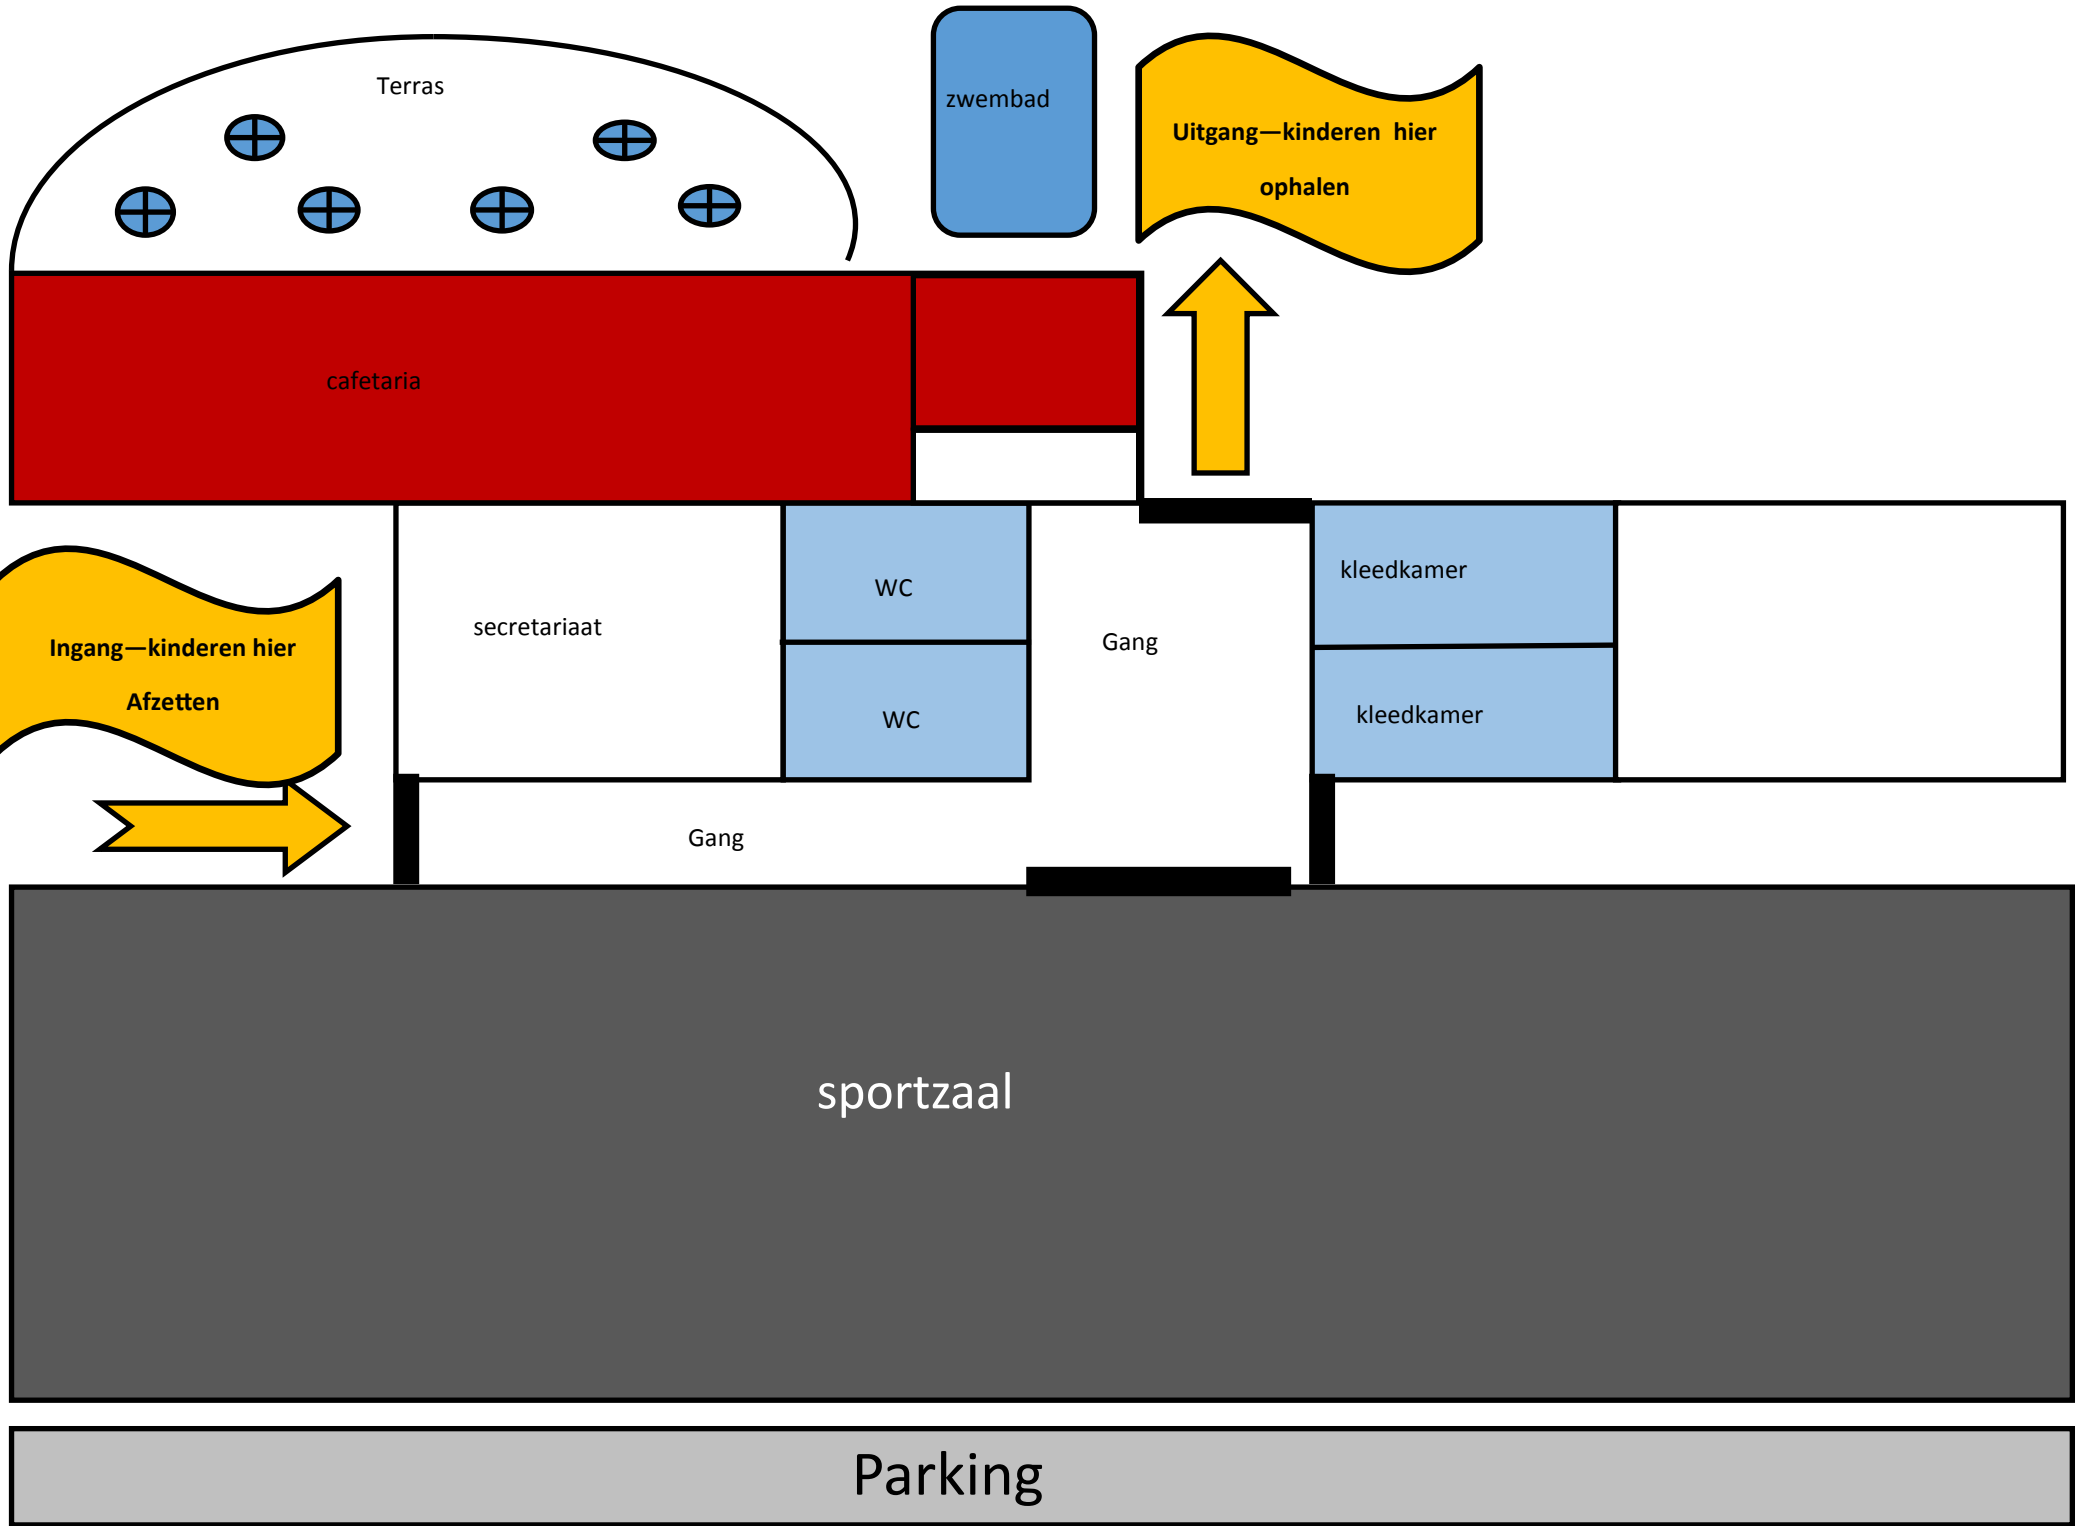 Terras
zwembad
Uitgang—kinderen hier
ophalen
cafetaria
kleedkamer
WC
secretariaat
Gang
Ingang—kinderen hier
Afzetten
WC
kleedkamer
Gang
sportzaal
Parking